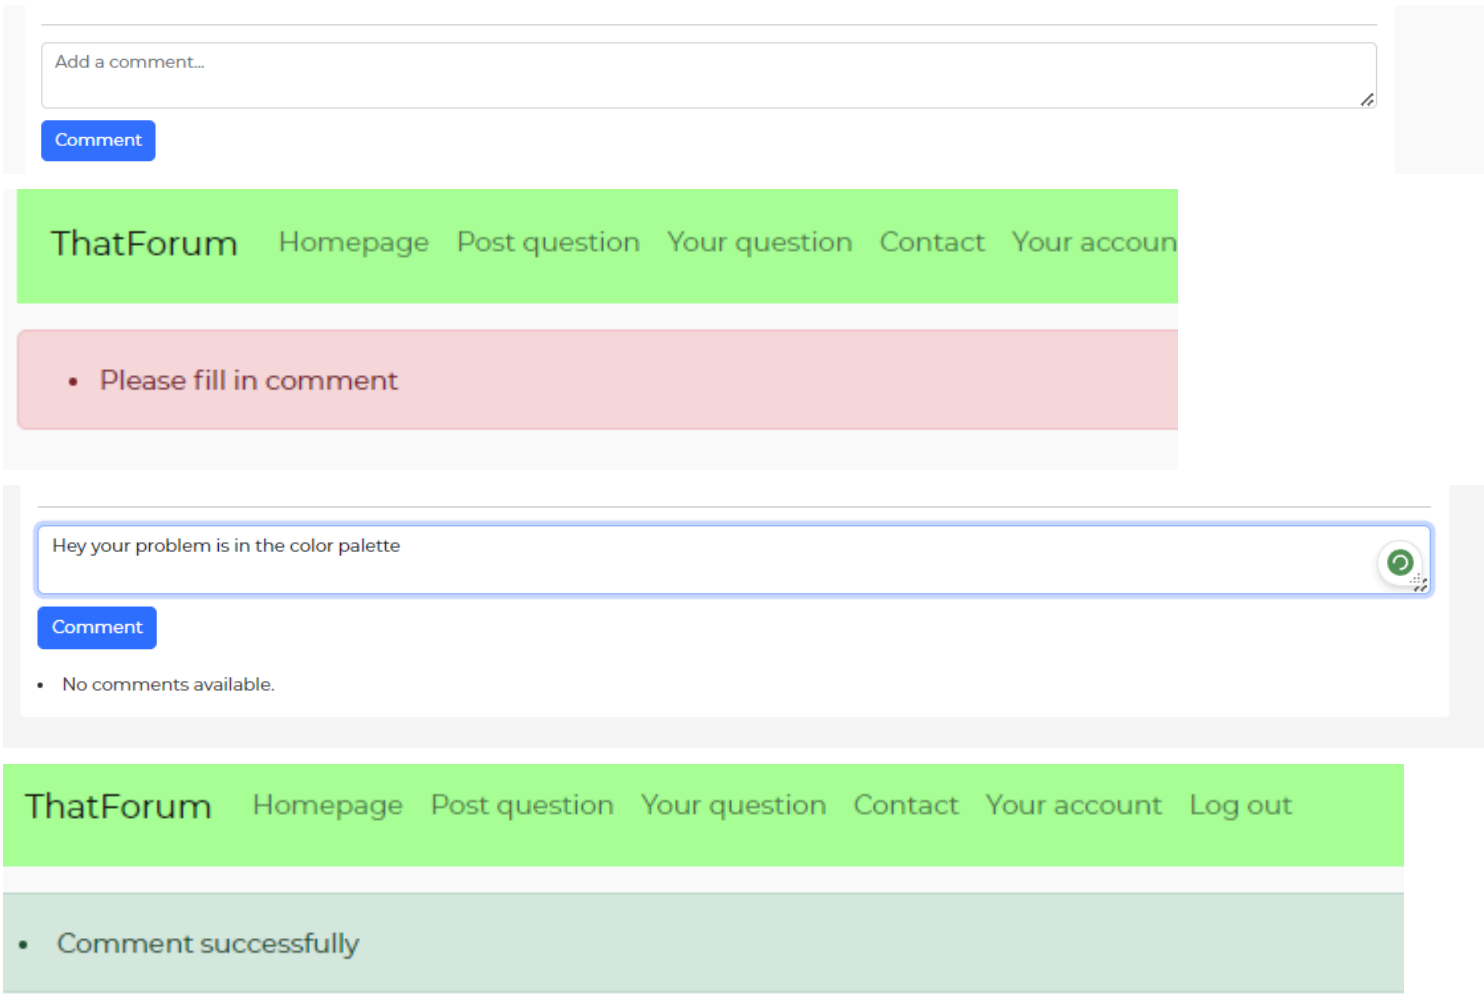 Add a comment...
Comment
ThatForum Homepage Post question Your question Contact Your accoun
• Please fill in comment
Hey your problem is in the color palette
Comment
• No comments available.
ThatForum Homepage Post question Your question Contact Your account Log out
• Comment successfully